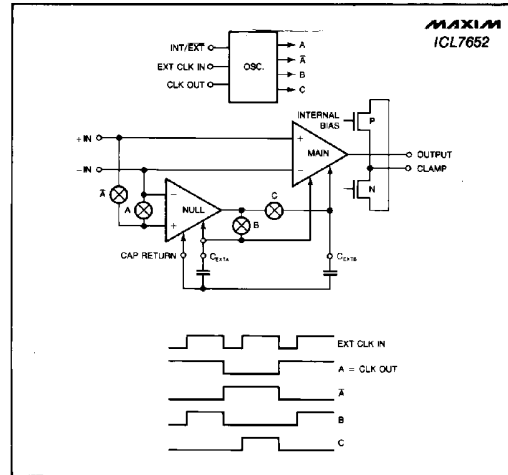 MAXIM
ICL7652
INT/EXT
EXT CLK IN
CLK OUT
OSC.
A
A
B
C
INTERNAL
BIAS
P
+IN
-IN
+
-
MAIN
OUTPUT
CLAMP
N
A
A
-
+
NULL
C
B
CAP RETURN
CEXTA
CEXTB
EXT CLK IN
A = CLK OUT
A
B
C